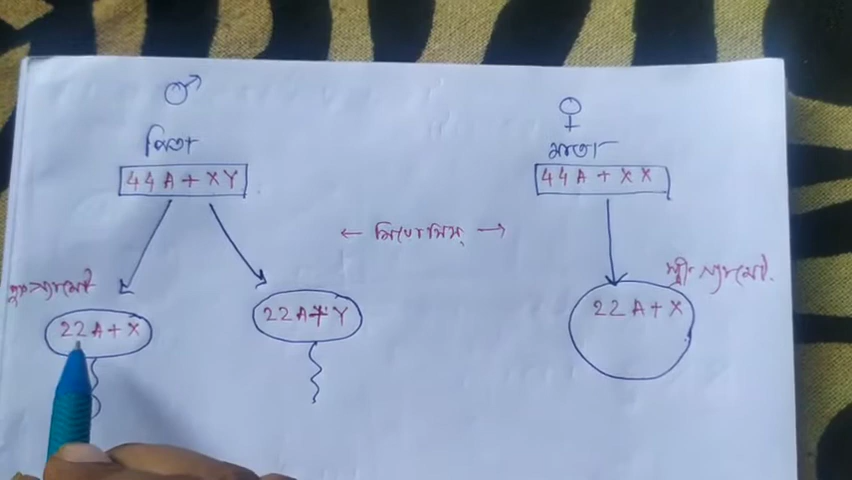 ♂
পিতা
44A + XY
♀
মাতা
44A + XX
← মিয়োসিস্ →
পুং গ্যামেট
22A + X
22A + Y
স্ত্রী গ্যামেট
22A + X